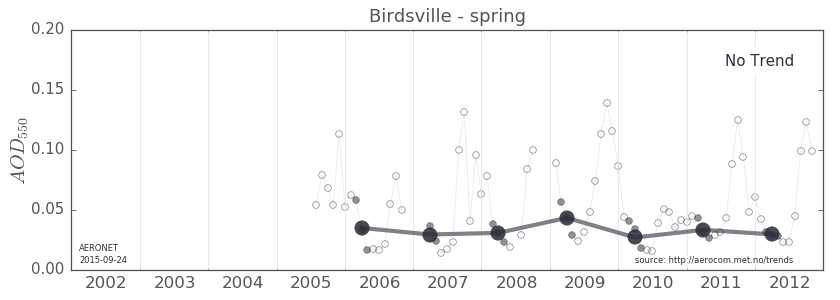 Birdsville - spring
0.20
No Trend
0.15
0.10
AOD550
0.05
AERONET
2015-09-24
source: http://aerocom.met.no/trends
0.00
2002 2003 2004 2005 2006 2007 2008 2009 2010 2011 2012